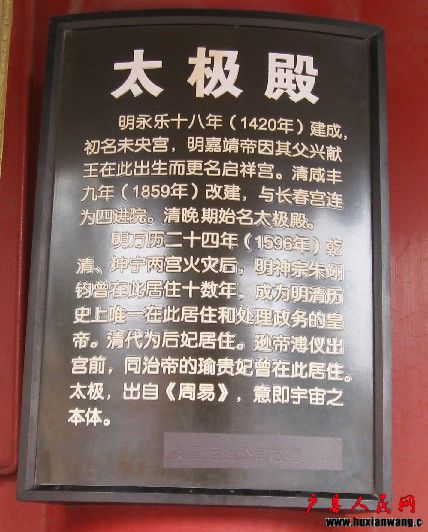 太极殿
明永乐十八年（1420年）建成，
初名未央宫，明嘉靖帝因其父兴献
王在此出生而更名启祥宫。清咸丰
九年（1859年）改建，与长春宫连
为四进院。清晚期始名太极殿。
明万历二十四年（1596年）乾
清、坤宁两宫火灾后，明神宗朱翊
钧曾在此居住十数年，成为明清历
史上唯一在此居住和处理政务的皇
帝。清代为后妃居住。逊帝溥仪出
宫前，同治帝的瑜贵妃曾在此居住。
太极，出自《周易》，意即宇宙之
本体。
户县人民网
www.huxianwang.c